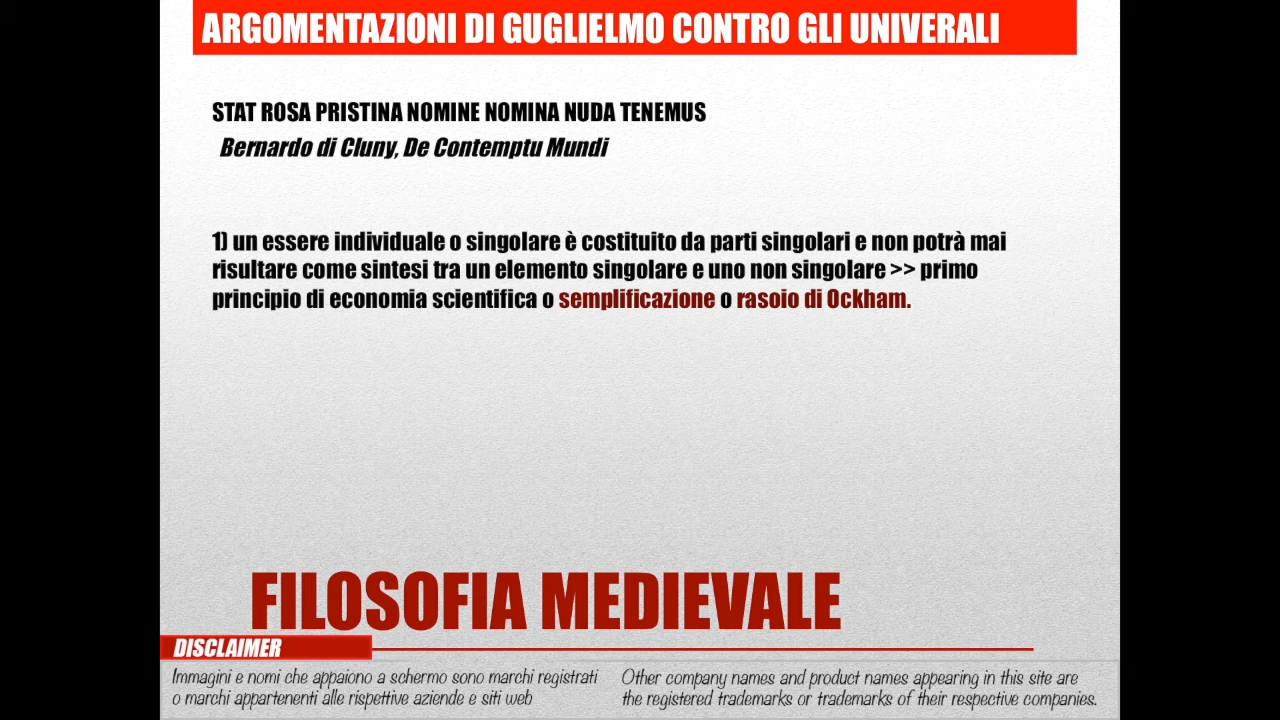 ARGOMENTAZIONI DI GUGLIELMO CONTRO GLI UNIVERALI
STAT ROSA PRISTINA NOMINE NOMINA NUDA TENEMUS
Bernardo di Cluny, De Contemptu Mundi
1) un essere individuale o singolare è costituito da parti singolari e non potrà mai
risultare come sintesi tra un elemento singolare e uno non singolare >> primo
principio di economia scientifica o semplificazione o rasoio di Ockham.
FILOSOFIA MEDIEVALE
DISCLAIMER
Immagini e nomi che appaiono a schermo sono marchi registrati
o marchi appartenenti alle rispettive aziende e siti web
Other company names and product names appearing in this site are
the registered trademarks or trademarks of their respective companies.